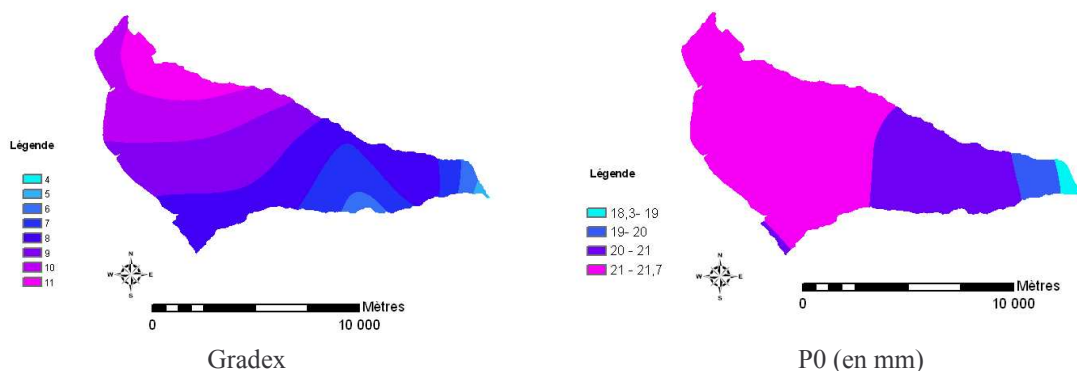 Légende
4
5
6
7
8
9
10
11
N
W E
S
Mètres
0 10 000
Gradex
Légende
18,3- 19
19- 20
20 - 21
21 - 21,7
N
W E
S
Mètres
0 10 000
P0 (en mm)